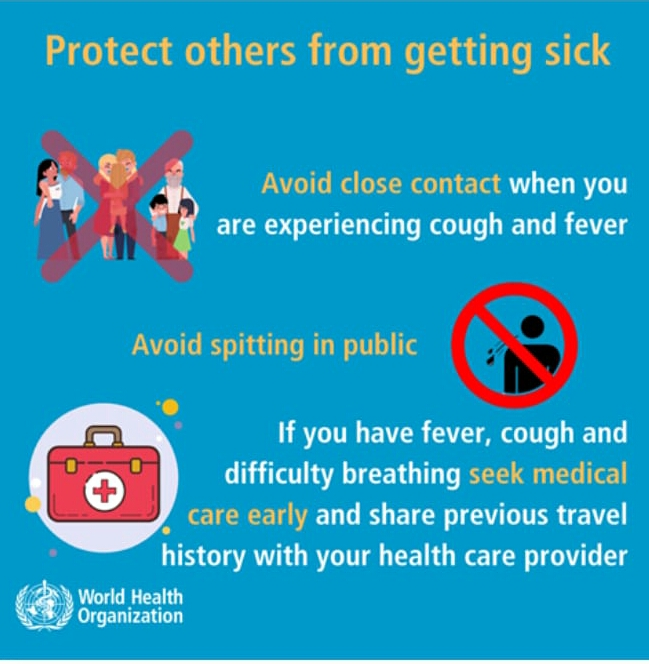 Protect others from getting sick
Avoid close contact when you
are experiencing cough and fever
Avoid spitting in public
If you have fever, cough and
difficulty breathing seek medical
care early and share previous travel
history with your health care provider
World Health
Organization